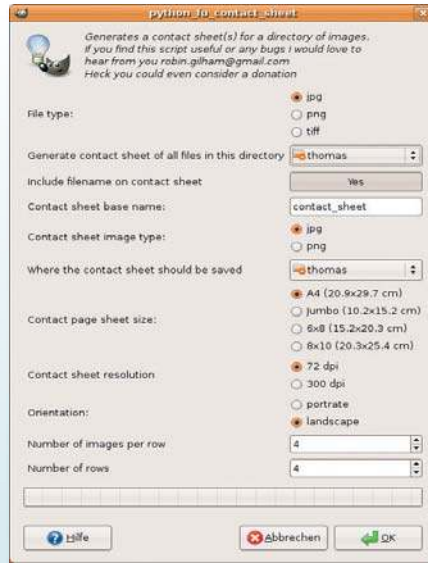 python_fu_contact_sheet
Generates a contact sheet(s) for a directory of images.
If you find this script useful or any bugs I would love to
hear from you robin.gilham@gmail.com
Heck you could even consider a donation
File type:
jpg
png
tiff
Generate contact sheet of all files in this directory
thomas
Include filename on contact sheet
Yes
Contact sheet base name:
contact_sheet
Contact sheet image type:
jpg
png
Where the contact sheet should be saved
thomas
Contact page sheet size:
A4 (20.9x29.7 cm)
Jumbo (10.2x15.2 cm)
6x8 (15.2x20.3 cm)
8x10 (20.3x25.4 cm)
Contact sheet resolution
72 dpi
300 dpi
Orientation:
portrate
landscape
Number of images per row
4
Number of rows
4
Hilfe
Abbrechen
OK